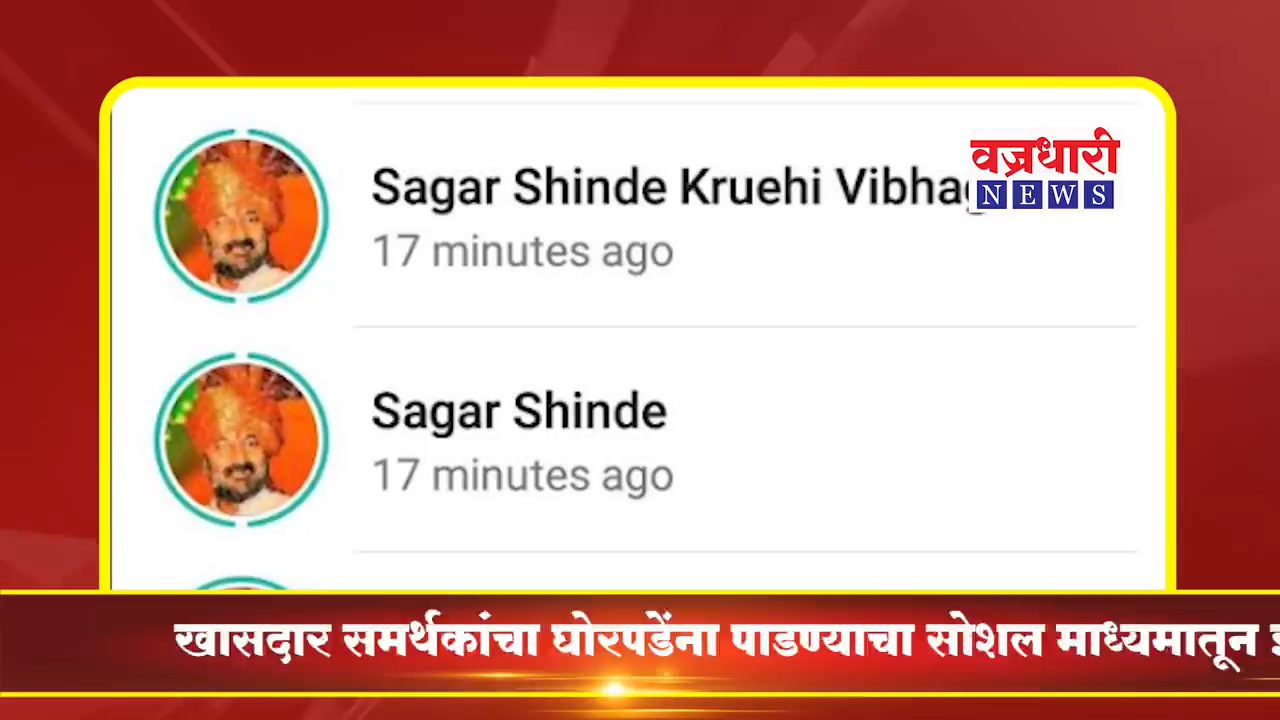 Sagar Shinde Kruehi Vibhag
वज्रधारी
NEWS
17 minutes ago
Sagar Shinde
17 minutes ago
खासदार समर्थकांचा घोरपडेंना पाडण्याचा सोशल माध्यमातून